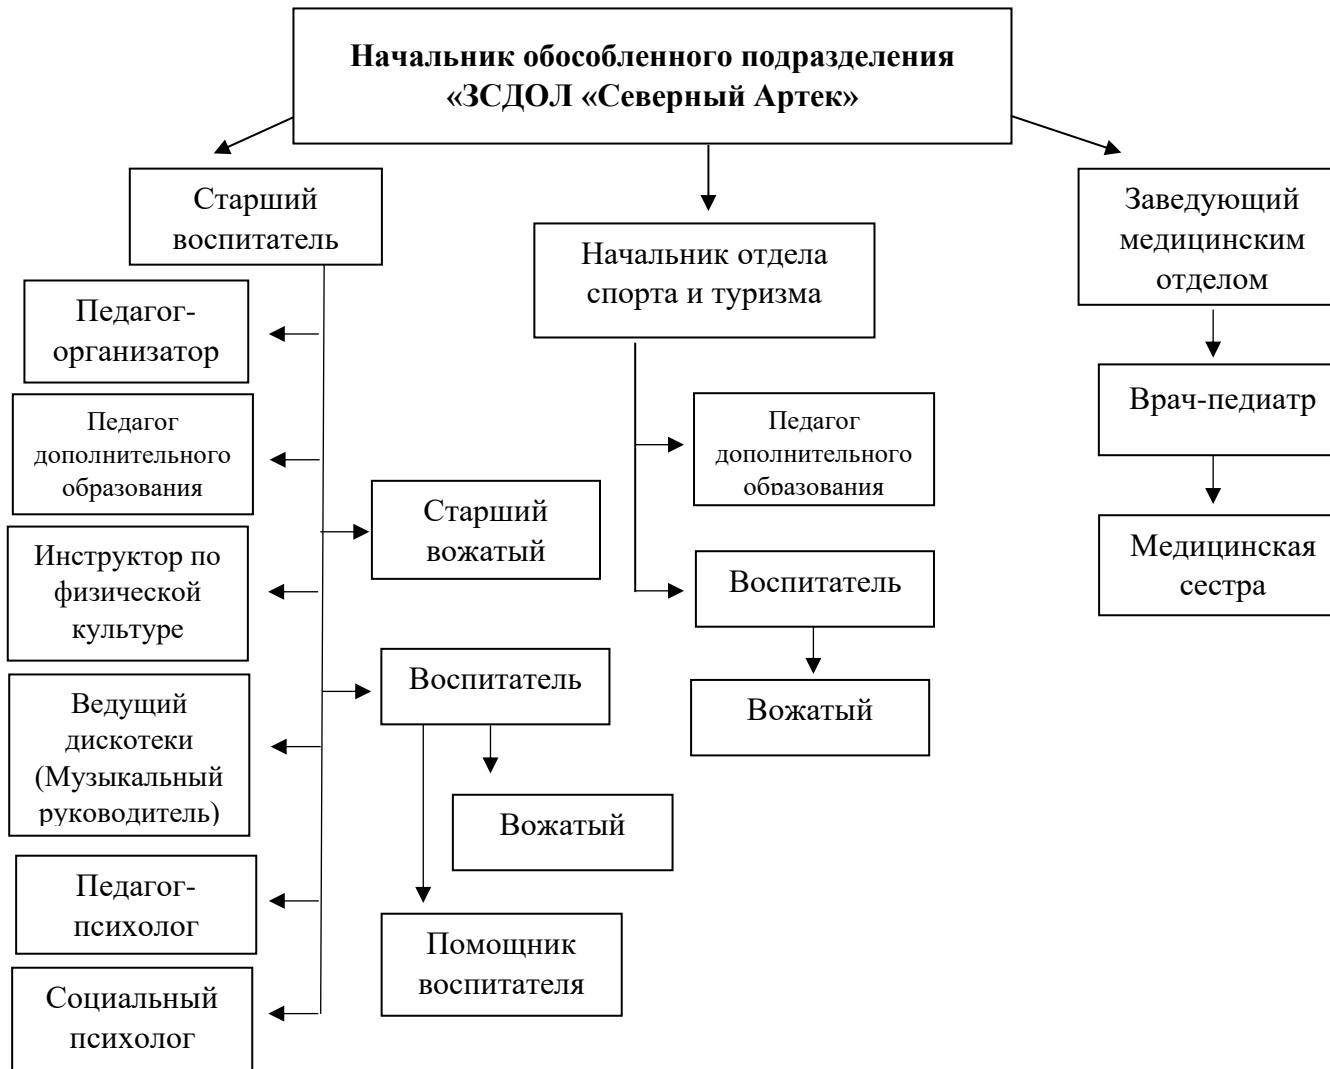 Начальник обособленного подразделения
«ЗСДОЛ «Северный Артек»
Старший
воспитатель
Начальник отдела
спорта и туризма
Заведующий
медицинским
отделом
Педагог-
организатор
Педагог
дополнительного
образования
Инструктор по
физической
культуре
Ведущий
дискотеки
(Музыкальный
руководитель)
Педагог-
психолог
Социальный
психолог
Старший
вожатый
Воспитатель
Вожатый
Помощник
воспитателя
Педагог
дополнительного
образования
Воспитатель
Вожатый
Врач-педиатр
Медицинская
сестра